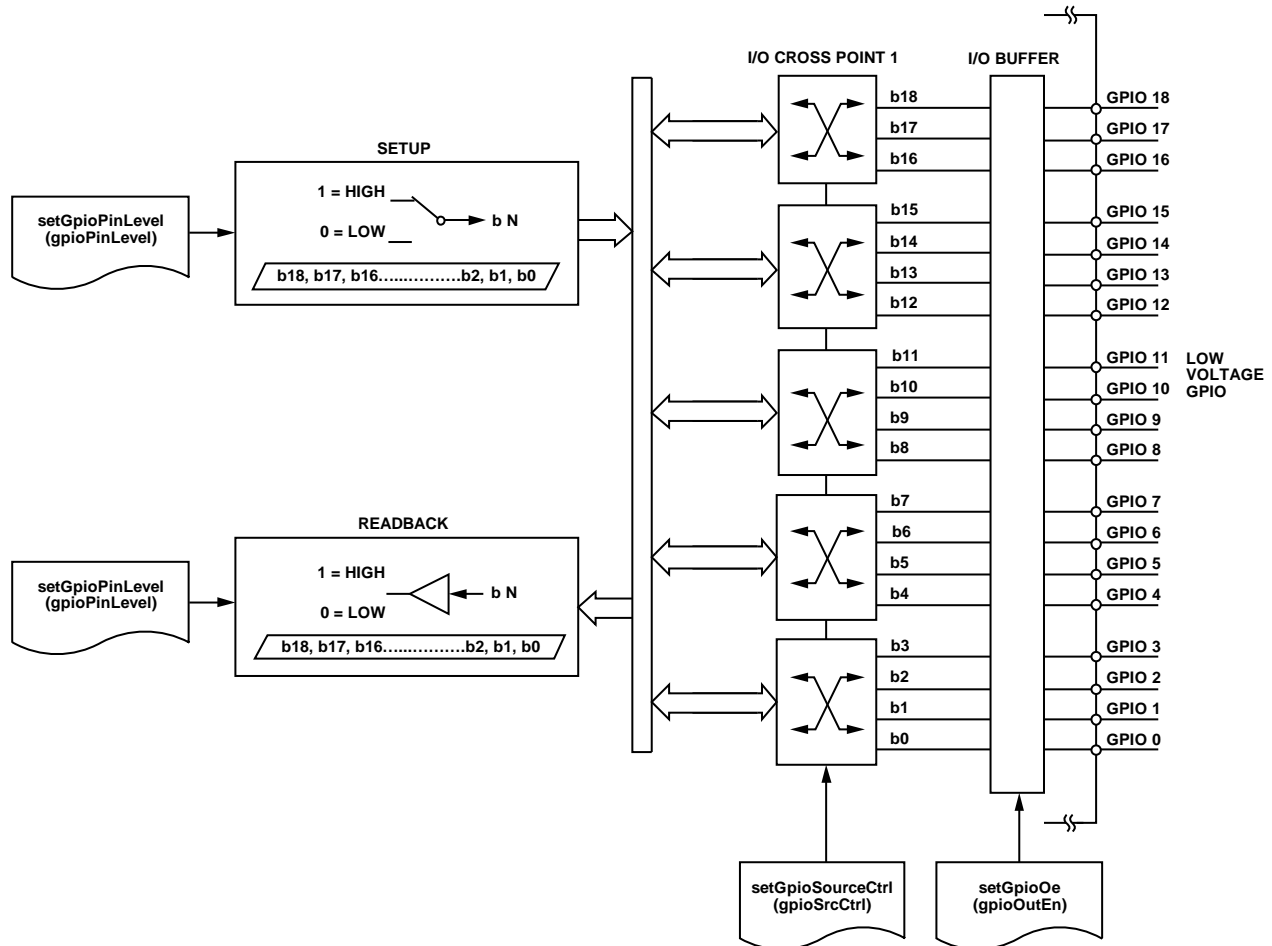 I/O CROSS POINT 1
I/O BUFFER
b18
GPIO 18
b17
GPIO 17
b16
GPIO 16
SETUP
1 = HIGH
b N
0 = LOW
b18, b17, b16...............b2, b1, b0
setGpioPinLevel
(gpioPinLevel)
b15
GPIO 15
b14
GPIO 14
b13
GPIO 13
b12
GPIO 12
b11
GPIO 11
b10
GPIO 10
b9
GPIO 9
b8
GPIO 8
LOW
VOLTAGE
GPIO
READBACK
1 = HIGH
b N
0 = LOW
b18, b17, b16...............b2, b1, b0
setGpioPinLevel
(gpioPinLevel)
b7
GPIO 7
b6
GPIO 6
b5
GPIO 5
b4
GPIO 4
b3
GPIO 3
b2
GPIO 2
b1
GPIO 1
b0
GPIO 0
setGpioSourceCtrl
(gpioSrcCtrl)
setGpioOe
(gpioOutEn)